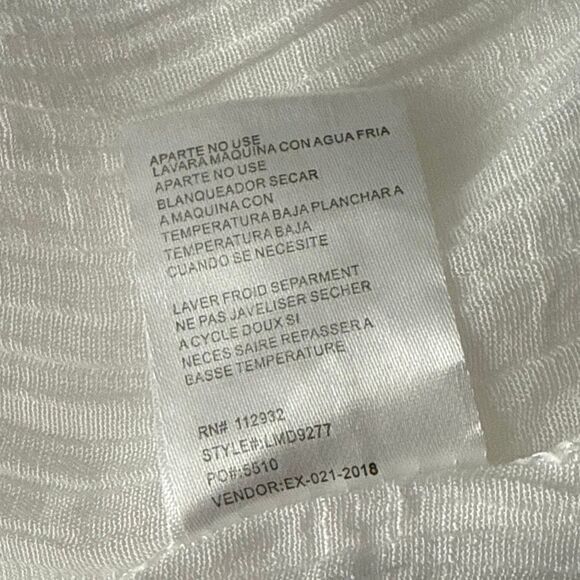 APARTE NO USE
LAVARA MAQUINA CON AGUA FRIA
APARTE NO USE
BLANQUEADOR SECAR
A MAQUINA CON
TEMPERATURA BAJA PLANCHAR A
TEMPERATURA BAJA
CUANDO SE NECESITE
LAVER FROID SEPARMENT
NE PAS JAVELISER SECHER
A CYCLE DOUX SI
NECES SAIRE REPASSER A
BASSE TEMPERATURE
RN# 112932
STYLE#:LMD9277
PO#:5510
VENDOR:EX-021-2018